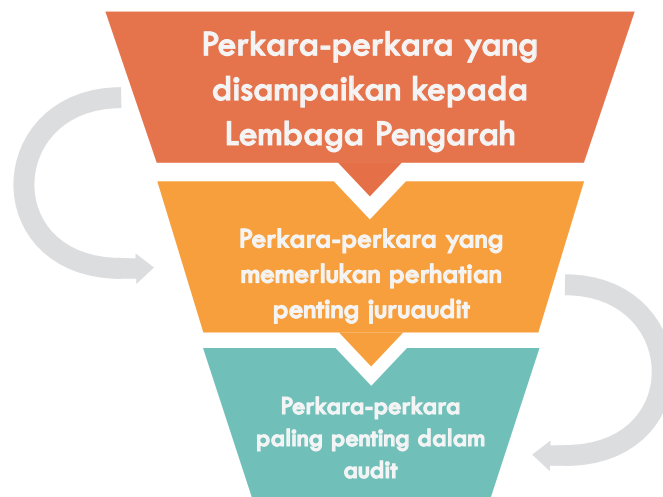 Perkara-perkara yang
disampaikan kepada
Lembaga Pengarah
Perkara-perkara yang
memerlukan perhatian
penting juruaudit
Perkara-perkara
paling penting dalam
audit